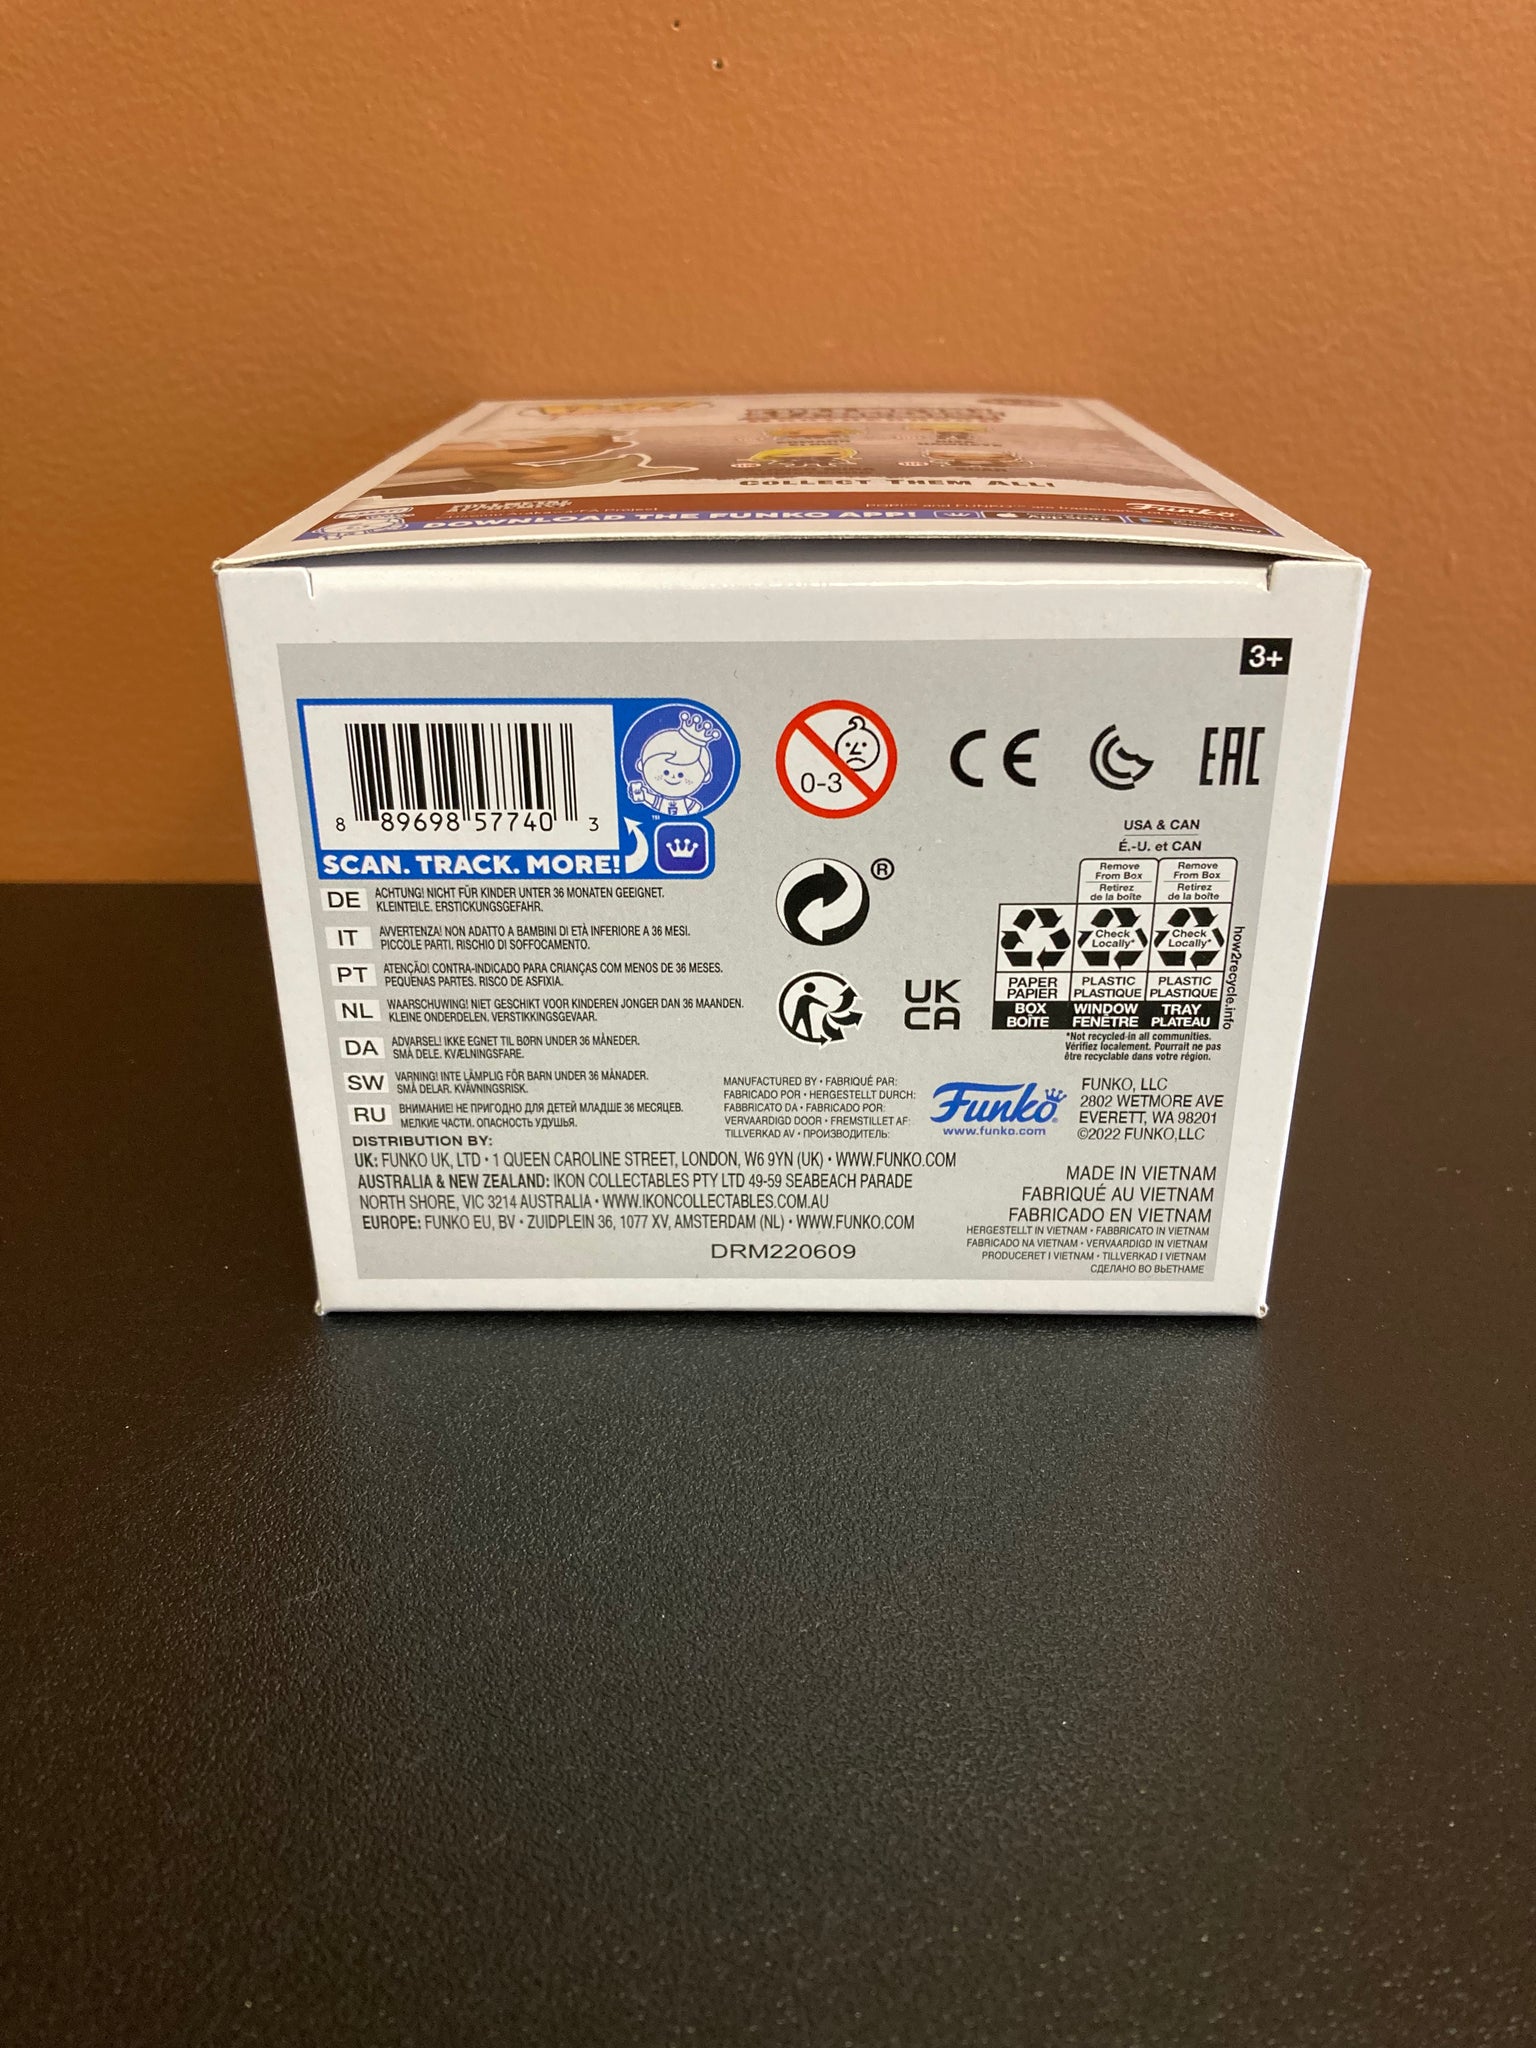 COLLECT THEM ALL!
DOWNLOAD THE FUNKO APP!
Funko
3+
8 89698 57740 3
SCAN. TRACK. MORE!
0-3
CE
EAC
USA & CAN
É.-U. et CAN
Remove From Box
Retirez de la boîte
Remove From Box
Retirez de la boîte
Check Locally*
Check Locally*
PAPER PAPIER
PLASTIC PLASTIQUE
PLASTIC PLASTIQUE
BOX BOÎTE
WINDOW FENÊTRE
TRAY PLATEAU
how2recycle.info
*Not recycled in all communities.
Vérifiez localement. Pourrait ne pas
être recyclable dans votre région.
®
UK
CA
DE ACHTUNG! NICHT FÜR KINDER UNTER 36 MONATEN GEEIGNET.
KLEINTEILE. ERSTICKUNGSGEFAHR.
IT AVVERTENZA! NON ADATTO A BAMBINI DI ETÀ INFERIORE A 36 MESI.
PICCOLE PARTI. RISCHIO DI SOFFOCAMENTO.
PT ATENÇÃO! CONTRA-INDICADO PARA CRIANÇAS COM MENOS DE 36 MESES.
PEQUENAS PARTES. RISCO DE ASFIXIA.
NL WAARSCHUWING! NIET GESCHIKT VOOR KINDEREN JONGER DAN 36 MAANDEN.
KLEINE ONDERDELEN. VERSTIKKINGSGEVAAR.
DA ADVARSEL! IKKE EGNET TIL BØRN UNDER 36 MÅNEDER.
SMÅ DELE. KVÆLNINGSFARE.
SW VARNING! INTE LÄMPLIG FÖR BARN UNDER 36 MÅNADER.
SMÅ DELAR. KVÄVNINGSRISK.
RU ВНИМАНИЕ! НЕ ПРИГОДНО ДЛЯ ДЕТЕЙ МЛАДШЕ 36 МЕСЯЦЕВ.
МЕЛКИЕ ЧАСТИ. ОПАСНОСТЬ УДУШЬЯ.
MANUFACTURED BY • FABRIQUÉ PAR:
FABRICADO POR • HERGESTELLT DURCH:
FABBRICATO DA • FABRICADO POR:
VERVAARDIGD DOOR • FREMSTILLET AF:
TILLVERKAD AV • ПРОИЗВОДИТЕЛЬ:
Funko
www.funko.com
FUNKO, LLC
2802 WETMORE AVE
EVERETT, WA 98201
©2022 FUNKO,LLC
DISTRIBUTION BY:
UK: FUNKO UK, LTD • 1 QUEEN CAROLINE STREET, LONDON, W6 9YN (UK) • WWW.FUNKO.COM
AUSTRALIA & NEW ZEALAND: IKON COLLECTABLES PTY LTD 49-59 SEABEACH PARADE
NORTH SHORE, VIC 3214 AUSTRALIA • WWW.IKONCOLLECTABLES.COM.AU
EUROPE: FUNKO EU, BV • ZUIDPLEIN 36, 1077 XV, AMSTERDAM (NL) • WWW.FUNKO.COM
DRM220609
MADE IN VIETNAM
FABRIQUÉ AU VIETNAM
FABRICADO EN VIETNAM
HERGESTELLT IN VIETNAM • FABBRICATO IN VIETNAM
FABRICADO NA VIETNAM • VERVAARDIGD IN VIETNAM
PRODUCERET I VIETNAM • TILLVERKAD I VIETNAM
СДЕЛАНО ВО ВЬЕТНАМЕ